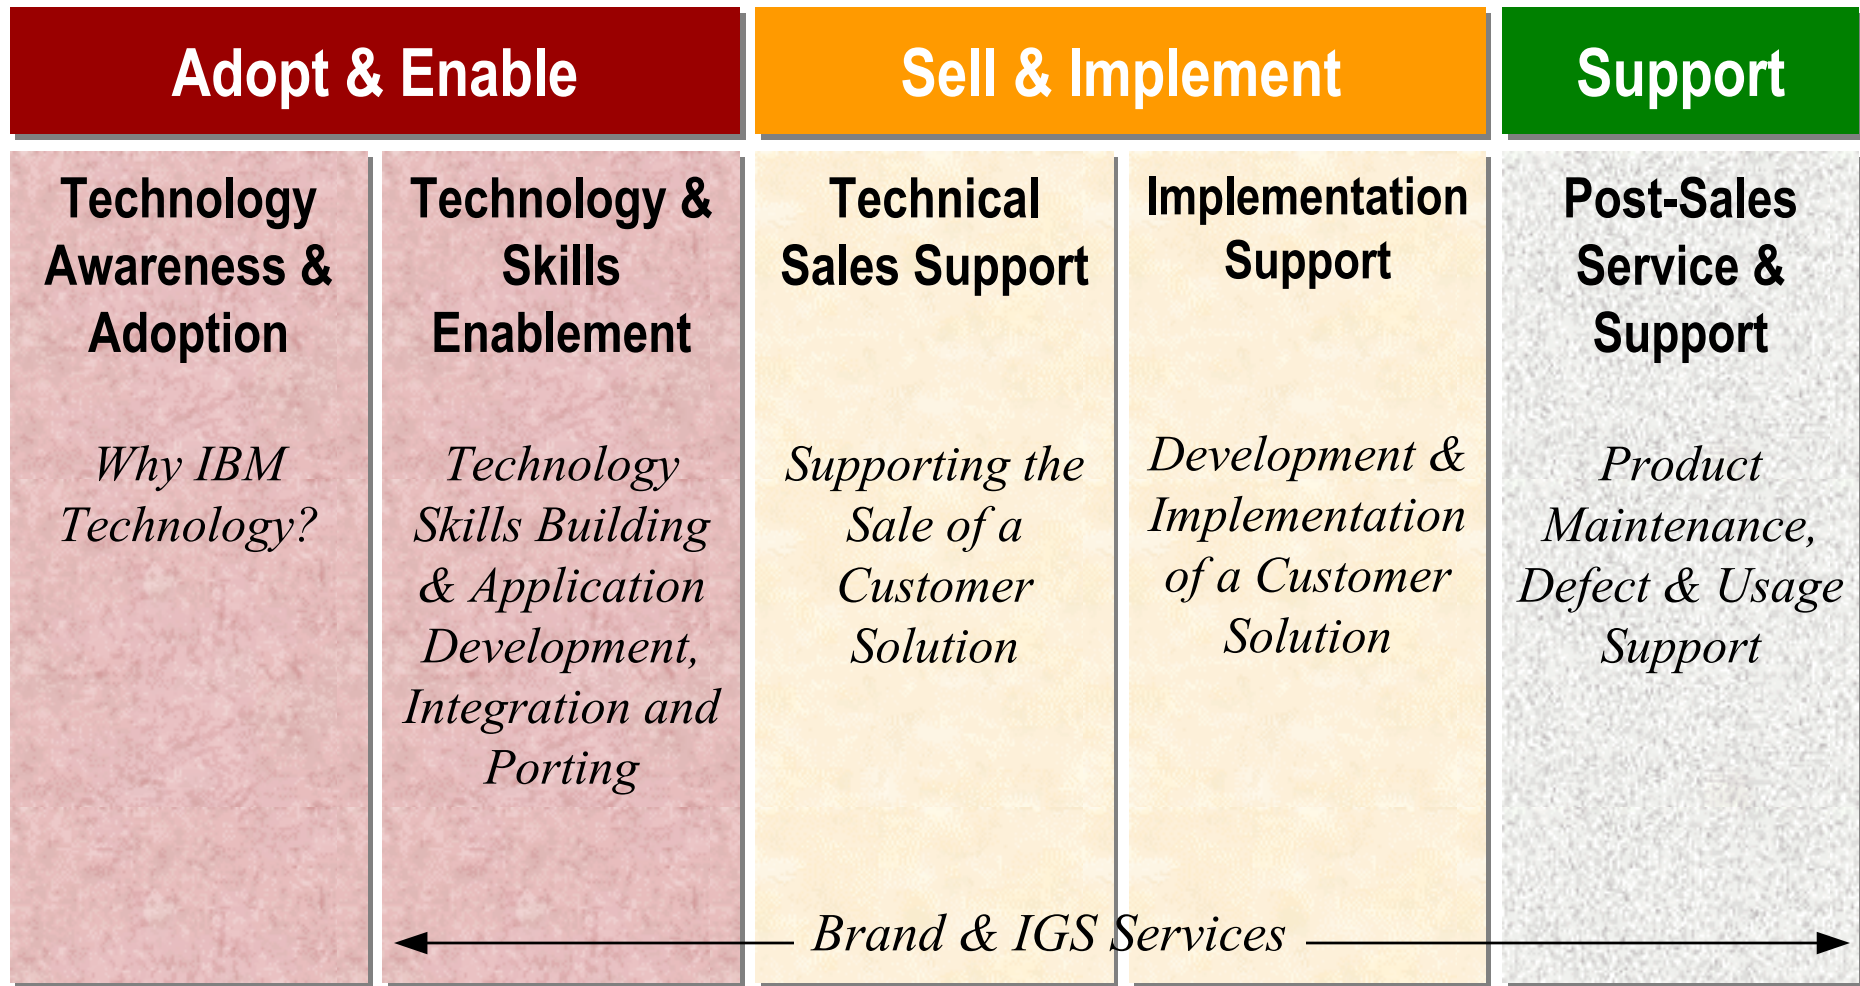 Adopt & Enable
Sell & Implement
Support
Technology
Awareness &
Adoption
Why IBM
Technology?
Technology &
Skills
Enablement
Technology
Skills Building
& Application
Development,
Integration and
Porting
Technical
Sales Support
Supporting the
Sale of a
Customer
Solution
Implementation
Support
Development &
Implementation
of a Customer
Solution
Post-Sales
Service &
Support
Product
Maintenance,
Defect & Usage
Support
Brand & IGS Services